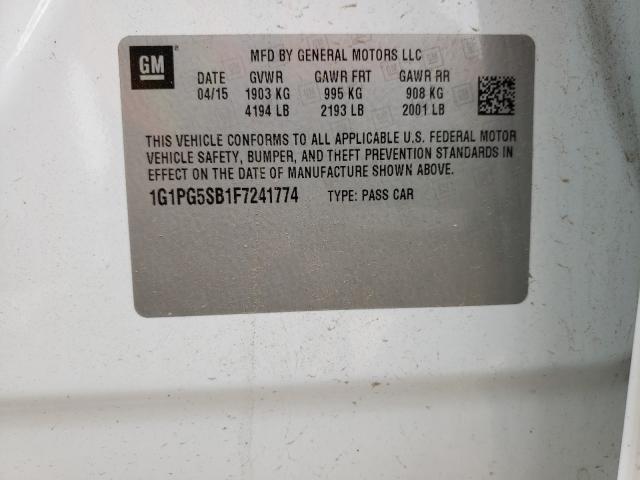 GM
MFD BY GENERAL MOTORS LLC
DATE GVWR GAWR FRT GAWR RR
04/15 1903 KG 995 KG 908 KG
4194 LB 2193 LB 2001 LB
THIS VEHICLE CONFORMS TO ALL APPLICABLE U.S. FEDERAL MOTOR
VEHICLE SAFETY, BUMPER, AND THEFT PREVENTION STANDARDS IN
EFFECT ON THE DATE OF MANUFACTURE SHOWN ABOVE.
1G1PG5SB1F7241774 TYPE: PASS CAR